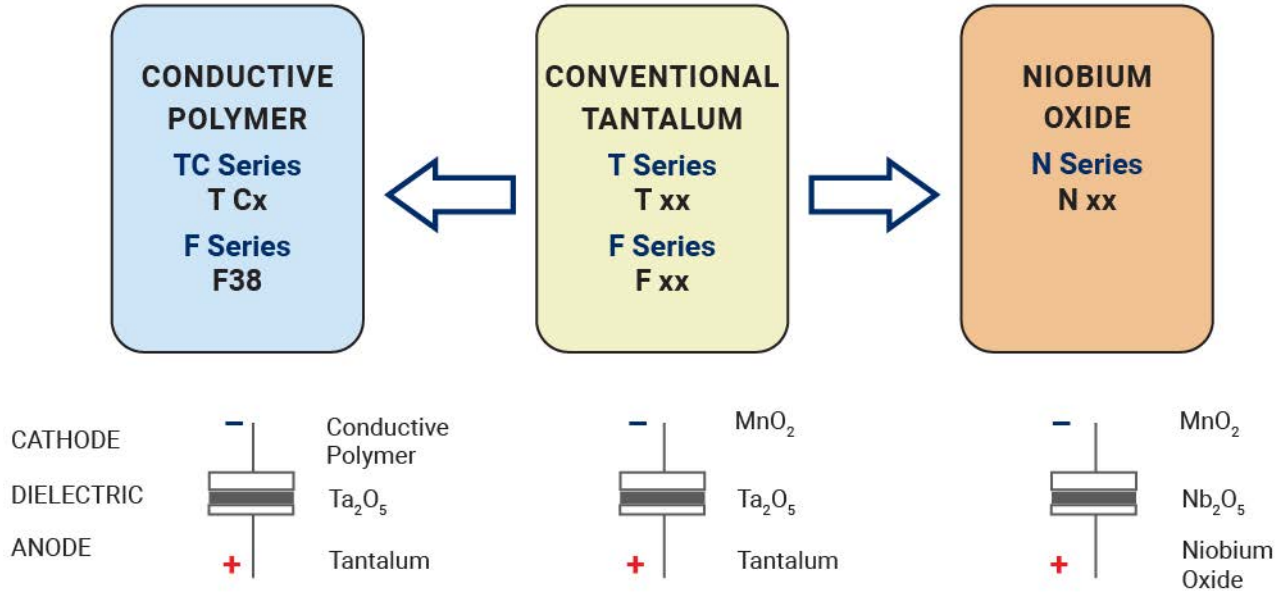 CONDUCTIVE
POLYMER
TC Series
T Cx
F Series
F38
CONVENTIONAL
TANTALUM
T Series
T xx
F Series
F xx
NIOBIUM
OXIDE
N Series
N xx
CATHODE
DIELECTRIC
ANODE
−
Conductive
Polymer
Ta₂O₅
+
Tantalum
−
MnO₂
Ta₂O₅
+
Tantalum
−
MnO₂
Nb₂O₅
+
Niobium
Oxide